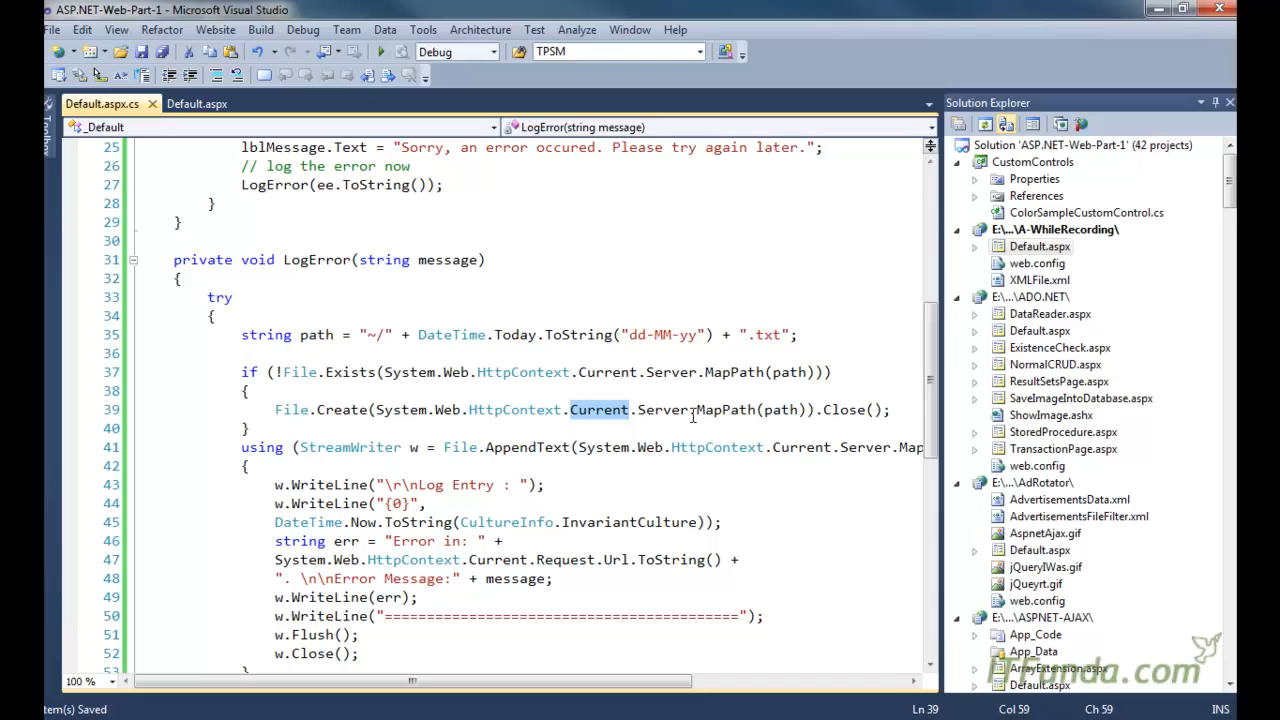 ASP.NET-Web-Part-1 - Microsoft Visual Studio
File Edit View Refactor Website Build Debug Team Data Tools Architecture Test Analyze Window Help
Debug TPSM
Default.aspx.cs Default.aspx
_Default LogError(string message)
25 lblMessage.Text = "Sorry, an error occured. Please try again later.";
26 // log the error now
27 LogError(ee.ToString());
28 }
29 }
30
31 private void LogError(string message)
32 {
33 try
34 {
35 string path = "~/" + DateTime.Today.ToString("dd-MM-yy") + ".txt";
36
37 if (!File.Exists(System.Web.HttpContext.Current.Server.MapPath(path)))
38 {
39 File.Create(System.Web.HttpContext.Current.Server.MapPath(path)).Close();
40 }
41 using (StreamWriter w = File.AppendText(System.Web.HttpContext.Current.Server.Map
42 {
43 w.WriteLine("\r\nLog Entry : ");
44 w.WriteLine("{0}",
45 DateTime.Now.ToString(CultureInfo.InvariantCulture));
46 string err = "Error in: " +
47 System.Web.HttpContext.Current.Request.Url.ToString() +
48 ". \n\nError Message:" + message;
49 w.WriteLine(err);
50 w.WriteLine("==========================================");
51 w.Flush();
52 w.Close();
53 }
100 %
Solution Explorer
Solution 'ASP.NET-Web-Part-1' (42 projects)
CustomControls
Properties
References
ColorSampleCustomControl.cs
E:\...\A-WhileRecording\
Default.aspx
web.config
XMLFile.xml
E:\...\ADO.NET\
DataReader.aspx
Default.aspx
ExistenceCheck.aspx
NormalCRUD.aspx
ResultSetsPage.aspx
SaveImageIntoDatabase.aspx
ShowImage.ashx
StoredProcedure.aspx
TransactionPage.aspx
web.config
E:\...\AdRotator\
AdvertisementsData.xml
AdvertisementsFileFilter.xml
AspnetAjax.gif
Default.aspx
jQueryIWas.gif
jQueyrt.gif
web.config
E:\...\ASPNET-AJAX\
App_Code
App_Data
ArrayExtension.aspx
Default.aspx
ITFunda.com
tem(s) Saved Ln 39 Col 59 Ch 59 INS